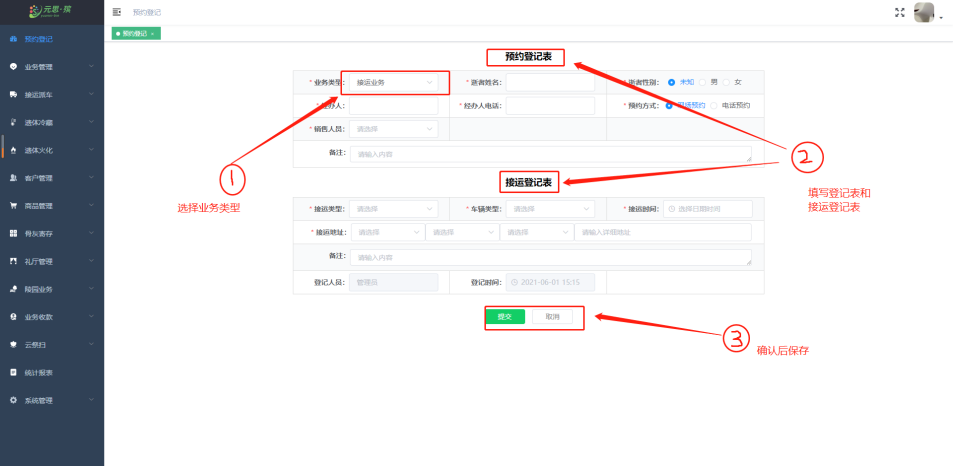 元思·殡
预约登记
预约登记
预约登记 ×
业务管理
接运派车
遗体冷藏
遗体火化
客户管理
商品管理
骨灰寄存
礼厅管理
陵园业务
业务收款
云祭扫
统计报表
系统管理
预约登记表
* 业务类型： 接运业务 * 逝者姓名： * 逝者性别： 未知 男 女
* 经办人： * 经办人电话： * 预约方式： 现场预约 电话预约
* 销售人员： 请选择
备注： 请输入内容
①
选择业务类型
②
填写登记表和
接运登记表
接运登记表
* 接运类型： 请选择 * 车辆类型： 请选择 * 接运时间： 选择日期时间
* 接运地址： 请选择 请选择 请选择 请输入详细地址
备注： 请输入内容
登记人员： 管理员 登记时间： 2021-06-01 15:15
提交 取消
③
确认后保存